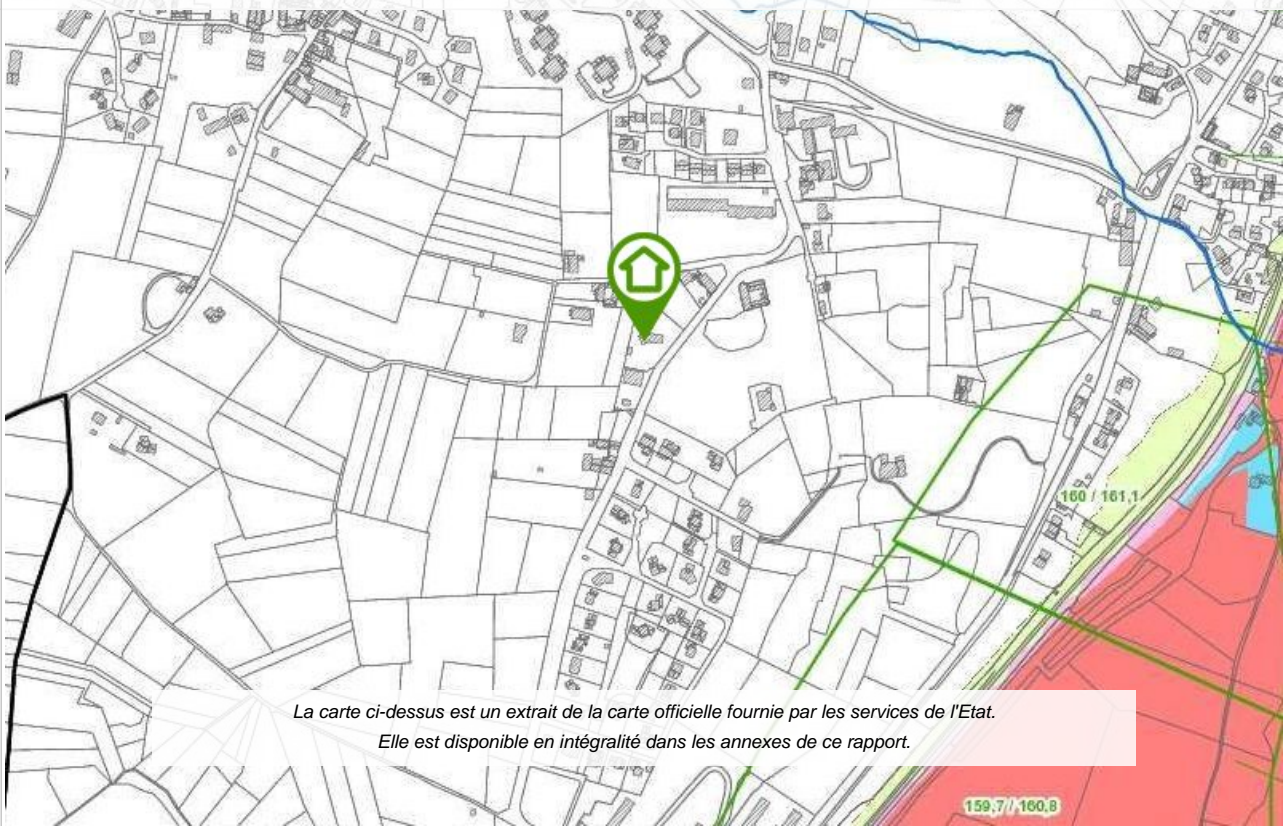 160 / 161,1
La carte ci-dessus est un extrait de la carte officielle fournie par les services de l'Etat.
Elle est disponible en intégralité dans les annexes de ce rapport.
159,7 / 160,8